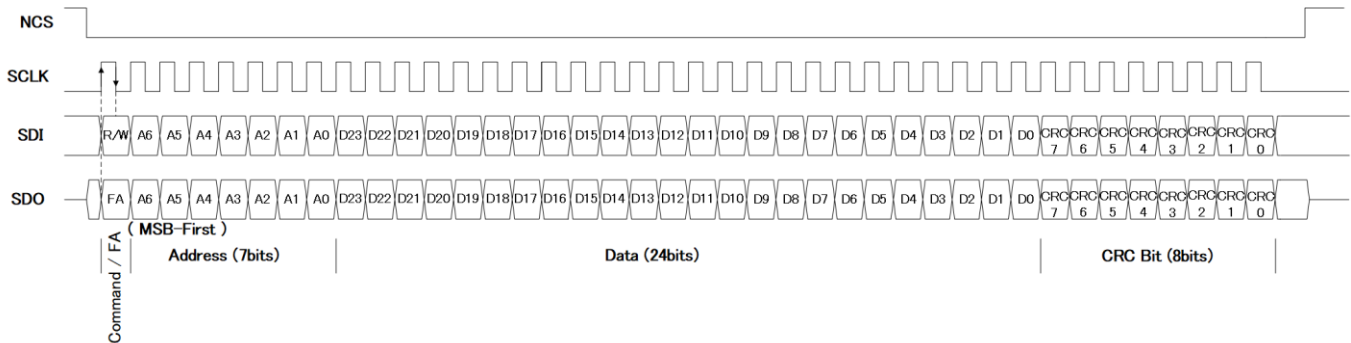 NCS
SCLK
SDI R/W A6 A5 A4 A3 A2 A1 A0 D23 D22 D21 D20 D19 D18 D17 D16 D15 D14 D13 D12 D11 D10 D9 D8 D7 D6 D5 D4 D3 D2 D1 D0 CRC 7 CRC 6 CRC 5 CRC 4 CRC 3 CRC 2 CRC 1 CRC 0
SDO FA A6 A5 A4 A3 A2 A1 A0 D23 D22 D21 D20 D19 D18 D17 D16 D15 D14 D13 D12 D11 D10 D9 D8 D7 D6 D5 D4 D3 D2 D1 D0 CRC 7 CRC 6 CRC 5 CRC 4 CRC 3 CRC 2 CRC 1 CRC 0
( MSB-First )
Command / FA
Address (7bits)
Data (24bits)
CRC Bit (8bits)